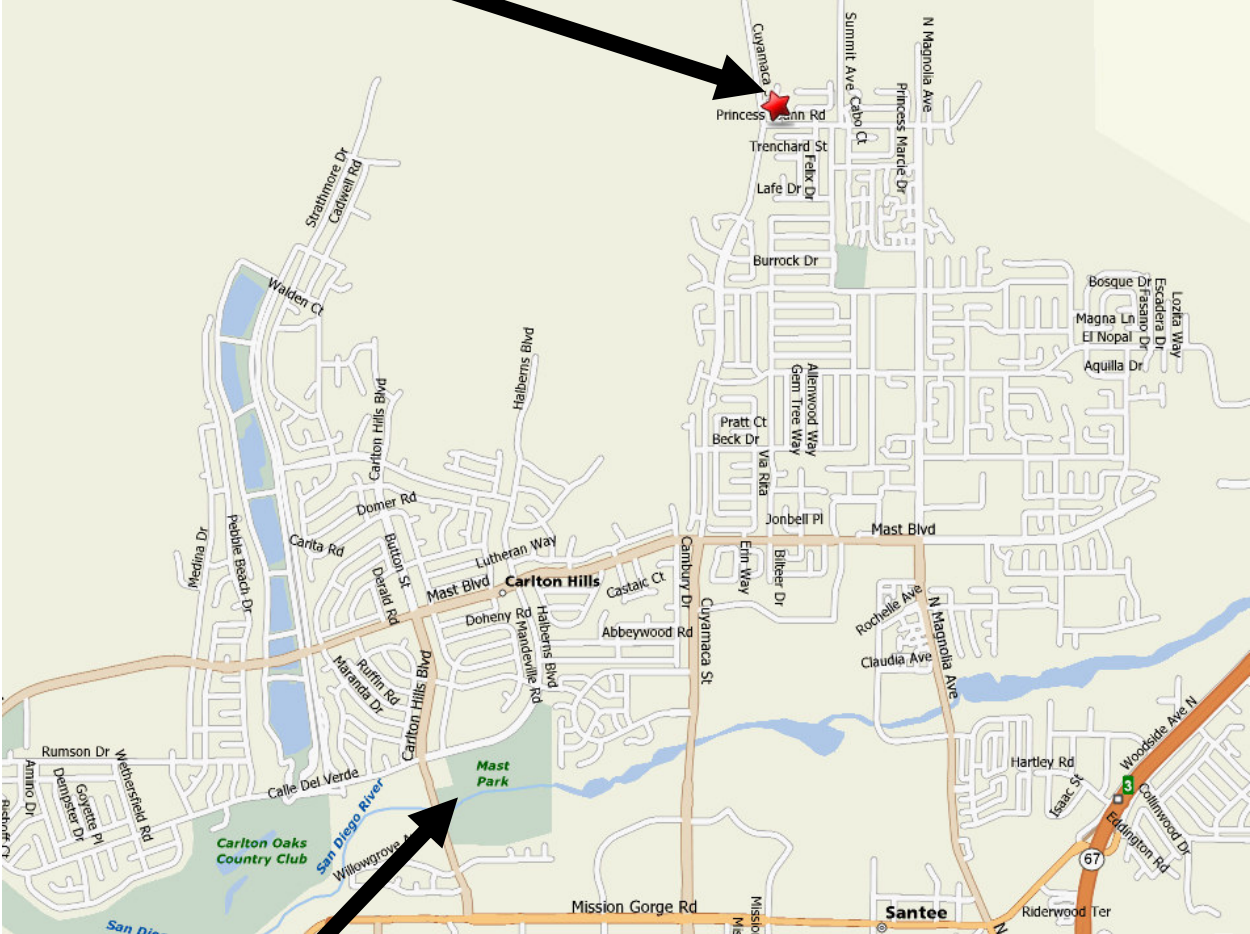 Cuyamaca
Summit Ave
N Magnolia Ave
Princess
Rd
Cabo Ct
Princess Marcie Dr
Trenchard St
Felix Dr
Lafe Dr
Strathmore Dr
Cadwell Rd
Burrock Dr
Walden Ct
Bosque Dr
Escadera Dr
Lozita Way
Magna Ln
Fasano Dr
El Nopal
Aquilla Dr
Halberns Blvd
Carlton Hills Blvd
Allenwood Way
Gem Tree Way
Pratt Ct
Beck Dr
Via Rita
Domer Rd
Jonbell Pl
Mast Blvd
Medina Dr
Pebble Beach Dr
Carita Rd
Button St
Lutheran Way
Cambury Dr
Erin Way
Bilteer Dr
Derald Rd
Mast Blvd
Carlton Hills
Castaic Ct
Cuyamaca St
Rochelle Ave
N Magnolia Ave
Doheny Rd
Mandeville Rd
Halberns Blvd
Abbeywood Rd
Claudia Ave
Ruffin Rd
Maranda Dr
Carlton Hills Blvd
Woodside Ave N
Rumson Dr
Wethersfield Rd
Amino Dr
Dempster Dr
Goyette Pl
Calle Del Verde
Mast
Park
Hartley Rd
Isaac St
3
Collinwood Dr
Eddington Rd
San Diego River
Carlton Oaks
Country Club
Willowgrove
67
Mission Gorge Rd
Santee
Riderwood Ter
San
N